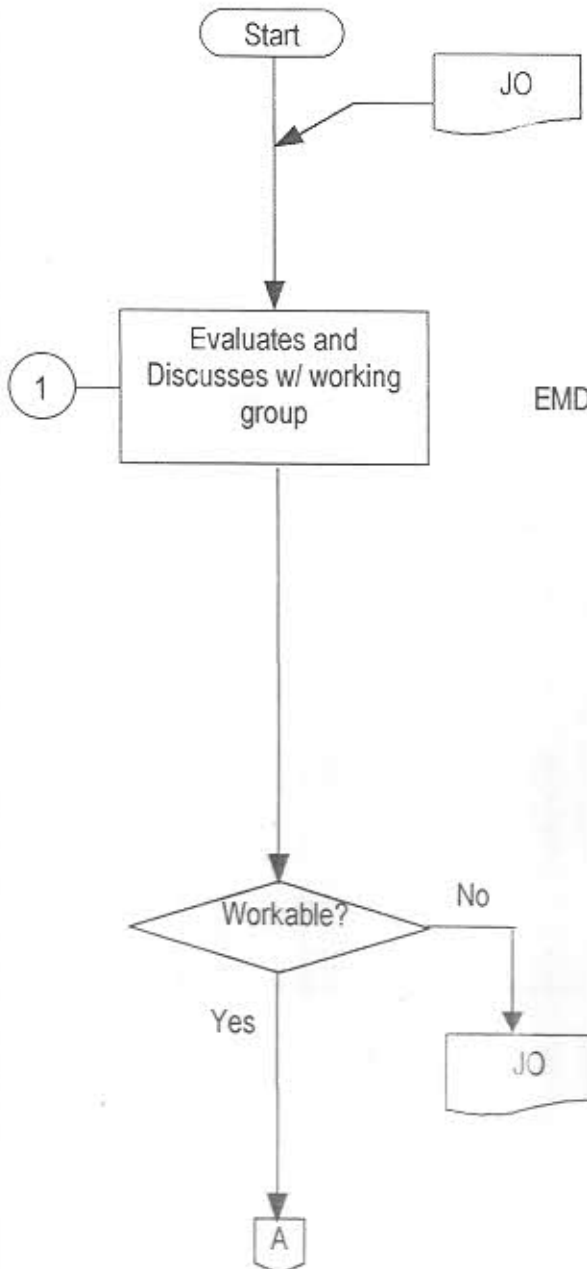 Start
JO
Evaluates and
Discusses w/ working
group
1
EMD
Workable?
No
Yes
JO
A